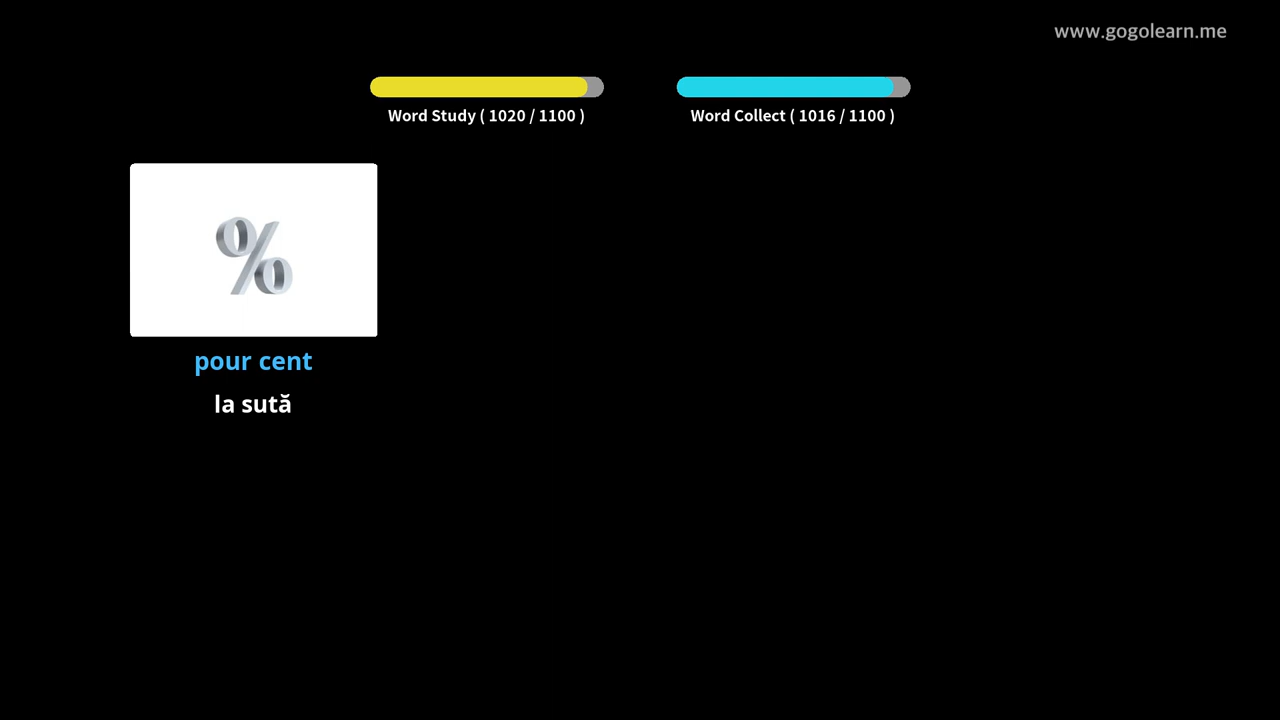 www.gogolearn.me
Word Study ( 1020 / 1100 )
Word Collect ( 1016 / 1100 )
%
pour cent
la sută